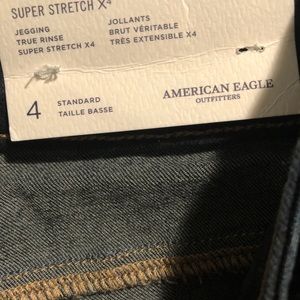 SUPER STRETCH X⁴
JEGGING
TRUE RINSE
SUPER STRETCH X4
JOLLANTS
BRUT VÉRITABLE
TRÈS EXTENSIBLE X4
4
STANDARD
TAILLE BASSE
AMERICAN EAGLE
OUTFITTERS